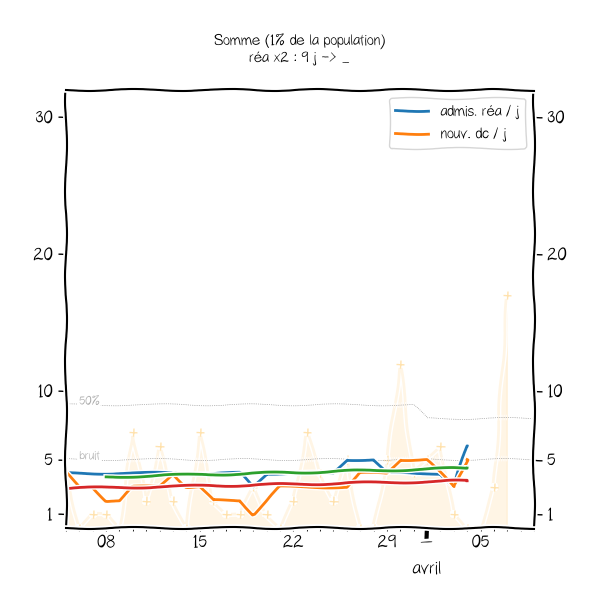 Somme (1% de la population)
réa x2 : 9 j -> _
admis. réa / j
nouv. dc / j
30
30
20
20
10
10
50%
bruit
5
5
1
1
08
15
22
29
05
avril